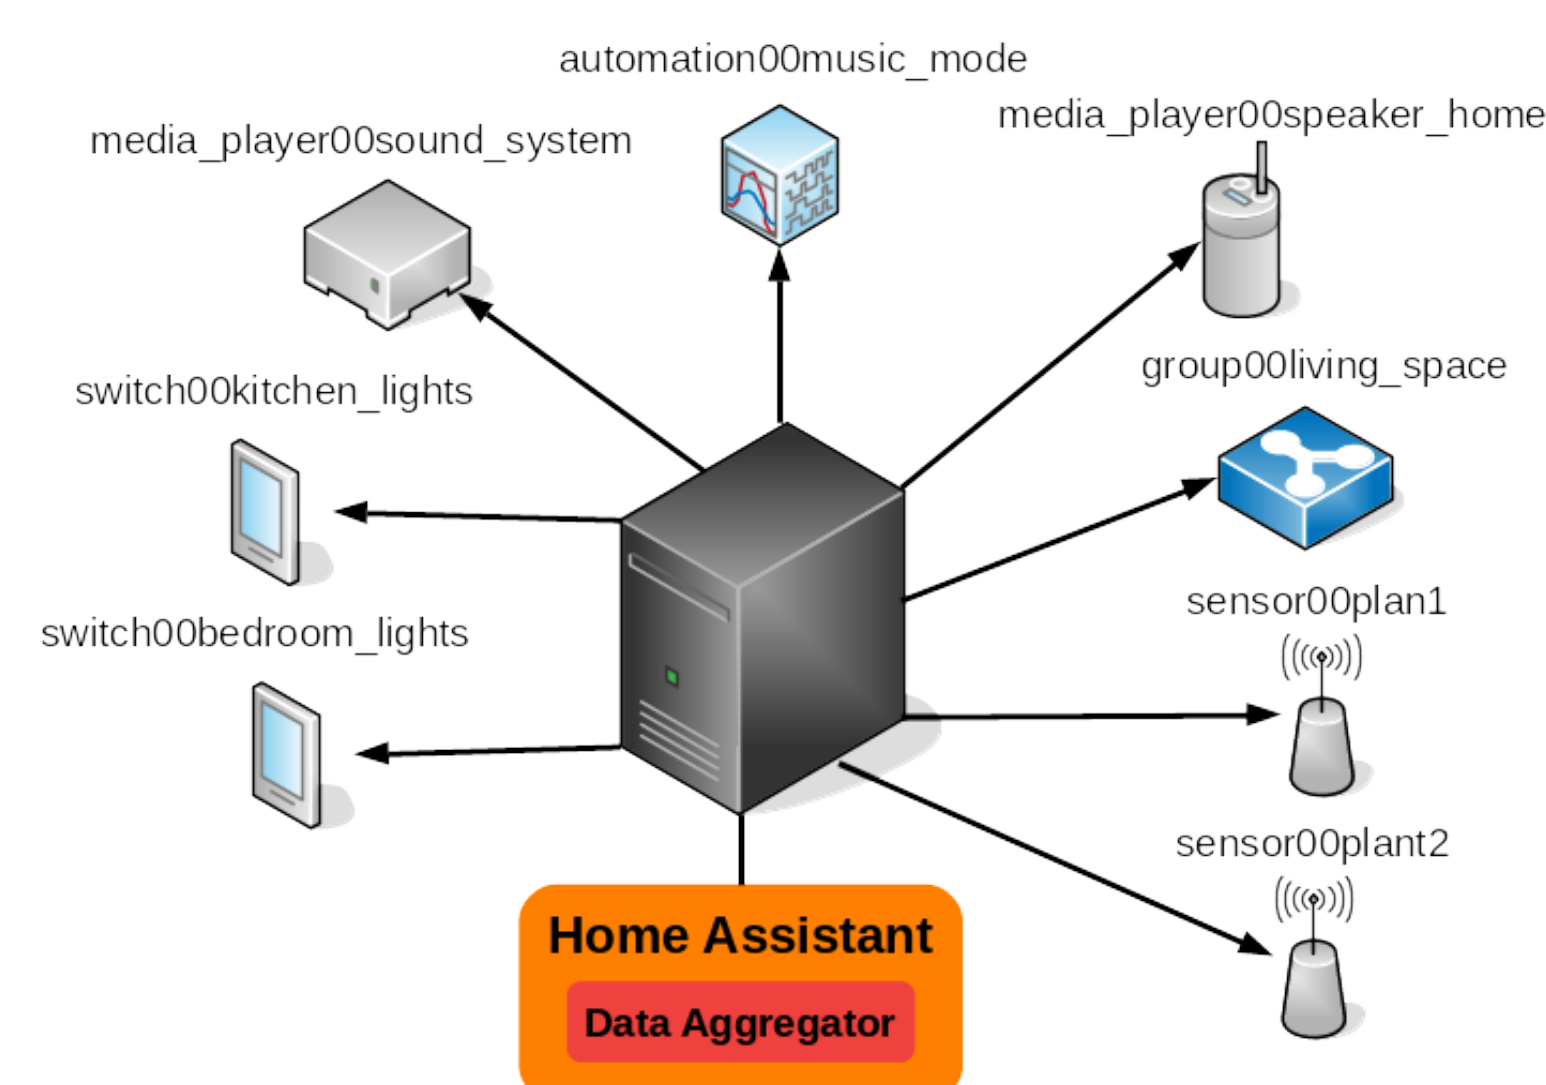 automation00music_mode
media_player00speaker_home
media_player00sound_system
group00living_space
switch00kitchen_lights
sensor00plan1
switch00bedroom_lights
sensor00plant2
Home Assistant
Data Aggregator